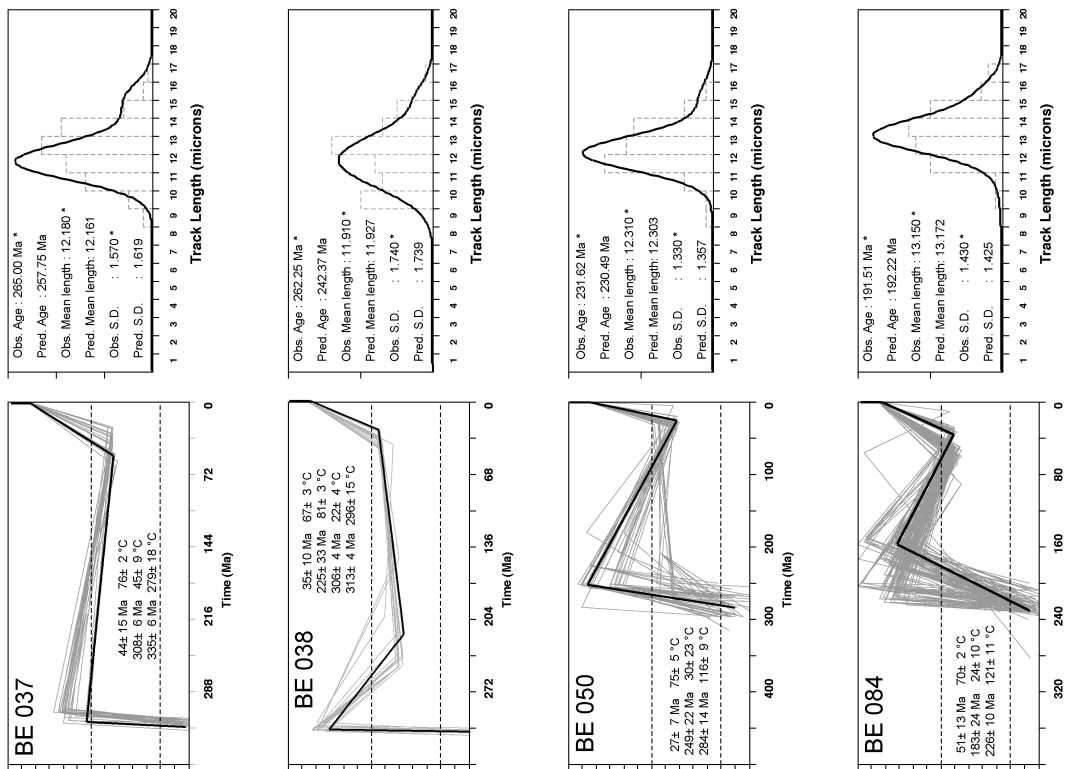 BE 037
44± 15 Ma 76± 2 °C
308± 6 Ma 45± 9 °C
335± 6 Ma 279± 18 °C
288 216 144 72 0
Time (Ma)
Obs. Age : 265.00 Ma *
Pred. Age : 257.75 Ma
Obs. Mean length : 12.180 *
Pred. Mean length: 12.161
Obs. S.D. : 1.570 *
Pred. S.D. : 1.619
1 2 3 4 5 6 7 8 9 10 11 12 13 14 15 16 17 18 19 20
Track Length (microns)
BE 038
35± 10 Ma 67± 3 °C
225± 33 Ma 81± 3 °C
306± 4 Ma 22± 4 °C
313± 4 Ma 296± 15 °C
272 204 136 68 0
Time (Ma)
Obs. Age : 262.25 Ma *
Pred. Age : 242.37 Ma
Obs. Mean length : 11.910 *
Pred. Mean length: 11.927
Obs. S.D. : 1.740 *
Pred. S.D. : 1.739
1 2 3 4 5 6 7 8 9 10 11 12 13 14 15 16 17 18 19 20
Track Length (microns)
BE 050
27± 7 Ma 75± 5 °C
249± 22 Ma 30± 23 °C
284± 14 Ma 116± 9 °C
400 300 200 100 0
Time (Ma)
Obs. Age : 231.62 Ma *
Pred. Age : 230.49 Ma
Obs. Mean length : 12.310 *
Pred. Mean length: 12.303
Obs. S.D. : 1.330 *
Pred. S.D. : 1.357
1 2 3 4 5 6 7 8 9 10 11 12 13 14 15 16 17 18 19 20
Track Length (microns)
BE 084
51± 13 Ma 70± 2 °C
183± 24 Ma 24± 10 °C
226± 10 Ma 121± 11 °C
320 240 160 80 0
Time (Ma)
Obs. Age : 191.51 Ma *
Pred. Age : 192.22 Ma
Obs. Mean length : 13.150 *
Pred. Mean length: 13.172
Obs. S.D. : 1.430 *
Pred. S.D. : 1.425
1 2 3 4 5 6 7 8 9 10 11 12 13 14 15 16 17 18 19 20
Track Length (microns)